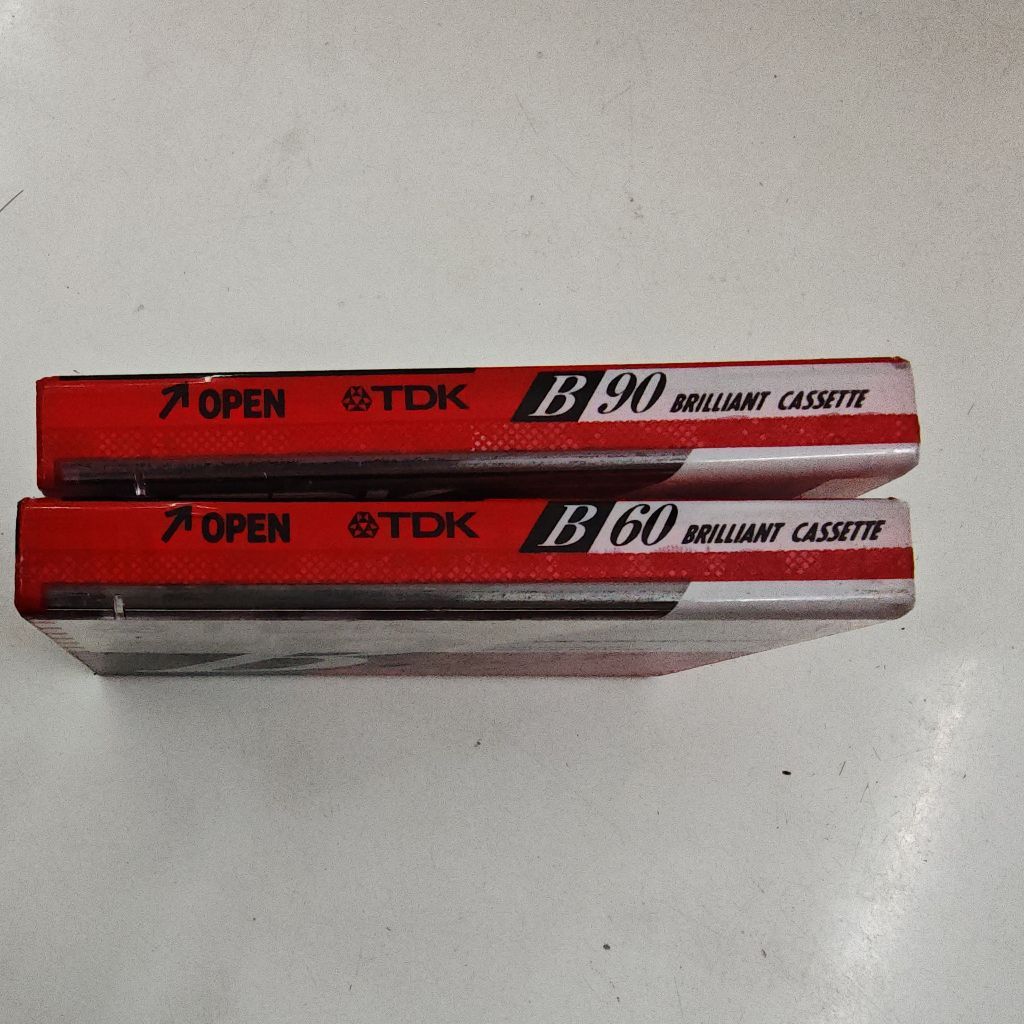 ↗ OPEN TDK B 90 BRILLIANT CASSETTE
↗ OPEN TDK B 60 BRILLIANT CASSETTE